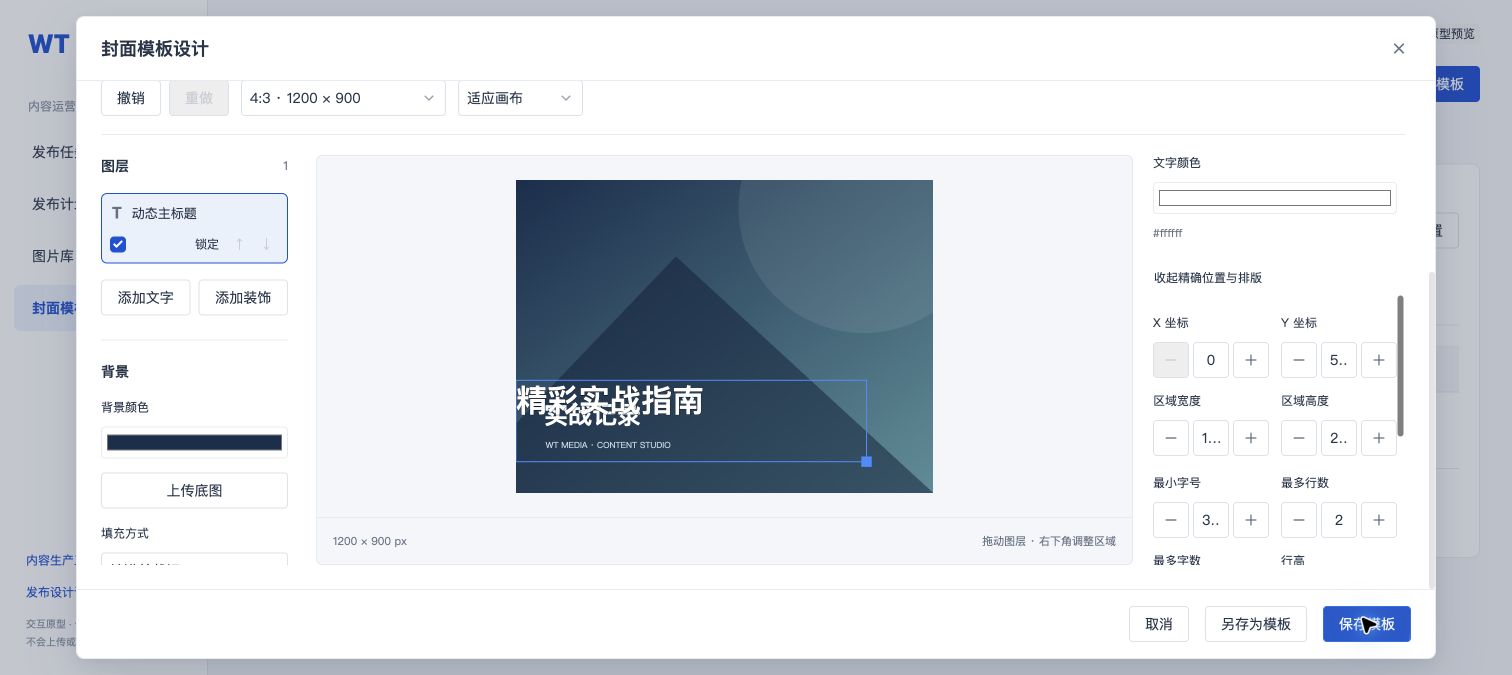 WT
封面模板设计
型预览
模板
内容运营
撤销
重做
4:3 · 1200 × 900
适应画布
发布任
发布计
图片库
封面模
图层
1
T 动态主标题
锁定 ↑ ↓
添加文字
添加装饰
背景
背景颜色
上传底图
填充方式
精彩实战指南
实战记录
WT MEDIA · CONTENT STUDIO
1200 × 900 px
拖动图层 · 右下角调整区域
文字颜色
#ffffff
收起精确位置与排版
X 坐标
Y 坐标
0
5..
区域宽度
区域高度
1...
2..
最小字号
最多行数
3..
2
最多字数
行高
置
内容生产
发布设计
交互原型 ·
不会上传或
取消
另存为模板
保存模板